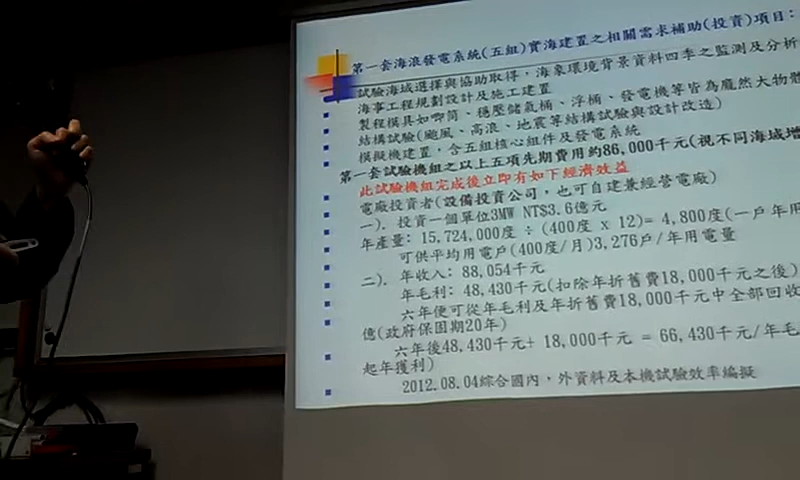 第一套海浪發電系統(五組)實海建置之相關需求補助(投資)項目:
試驗海域選擇與協助取得，海象環境背景資料四季之監測及分析
海事工程規劃設計及施工建置
製程模具如唧筒、穩壓儲氣桶、浮桶、發電機等皆為龐然大物體
結構試驗(颱風、高浪、地震等結構試驗與設計改造)
模擬機建置，含五組核心組件及發電系統
第一套試驗機組之以上五項先期費用約86,000千元(視不同海域增
此試驗機組完成後立即有如下經濟效益
電廠投資者(設備投資公司，也可自建兼經營電廠)
一). 投資一個單位3MW NT$3.6億元
年產量: 15,724,000度 ÷ (400度 x 12)= 4,800度(一戶年用
可供平均用電戶(400度/月)3,276戶/年用電量
二). 年收入: 88,054千元
年毛利: 48,430千元(扣除年折舊費18,000千元之後)
六年便可從年毛利及年折舊費18,000千元中全部回收
億(政府保固期20年)
六年後48,430千元+ 18,000千元 = 66,430千元/年毛
起年獲利)
2012.08.04綜合國內，外資料及本機試驗效率編擬